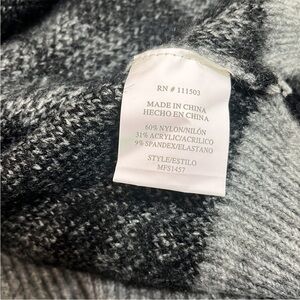 RN # 111503
MADE IN CHINA
HECHO EN CHINA
60% NYLON/NILÓN
31% ACRYLIC/ACRÍLICO
9% SPANDEX/ELASTANO
STYLE/ESTILO
MFS1457